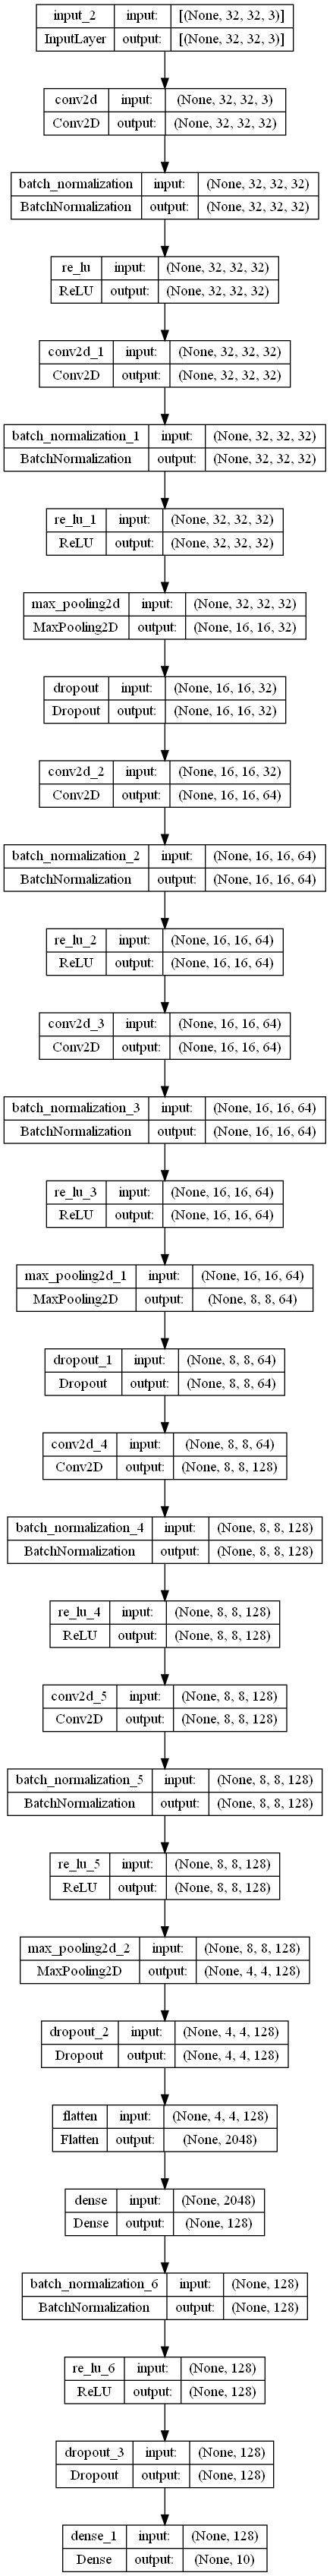 input_2 input: [(None, 32, 32, 3)]
InputLayer output: [(None, 32, 32, 3)]
conv2d input: (None, 32, 32, 3)
Conv2D output: (None, 32, 32, 32)
batch_normalization input: (None, 32, 32, 32)
BatchNormalization output: (None, 32, 32, 32)
re_lu input: (None, 32, 32, 32)
ReLU output: (None, 32, 32, 32)
conv2d_1 input: (None, 32, 32, 32)
Conv2D output: (None, 32, 32, 32)
batch_normalization_1 input: (None, 32, 32, 32)
BatchNormalization output: (None, 32, 32, 32)
re_lu_1 input: (None, 32, 32, 32)
ReLU output: (None, 32, 32, 32)
max_pooling2d input: (None, 32, 32, 32)
MaxPooling2D output: (None, 16, 16, 32)
dropout input: (None, 16, 16, 32)
Dropout output: (None, 16, 16, 32)
conv2d_2 input: (None, 16, 16, 32)
Conv2D output: (None, 16, 16, 64)
batch_normalization_2 input: (None, 16, 16, 64)
BatchNormalization output: (None, 16, 16, 64)
re_lu_2 input: (None, 16, 16, 64)
ReLU output: (None, 16, 16, 64)
conv2d_3 input: (None, 16, 16, 64)
Conv2D output: (None, 16, 16, 64)
batch_normalization_3 input: (None, 16, 16, 64)
BatchNormalization output: (None, 16, 16, 64)
re_lu_3 input: (None, 16, 16, 64)
ReLU output: (None, 16, 16, 64)
max_pooling2d_1 input: (None, 16, 16, 64)
MaxPooling2D output: (None, 8, 8, 64)
dropout_1 input: (None, 8, 8, 64)
Dropout output: (None, 8, 8, 64)
conv2d_4 input: (None, 8, 8, 64)
Conv2D output: (None, 8, 8, 128)
batch_normalization_4 input: (None, 8, 8, 128)
BatchNormalization output: (None, 8, 8, 128)
re_lu_4 input: (None, 8, 8, 128)
ReLU output: (None, 8, 8, 128)
conv2d_5 input: (None, 8, 8, 128)
Conv2D output: (None, 8, 8, 128)
batch_normalization_5 input: (None, 8, 8, 128)
BatchNormalization output: (None, 8, 8, 128)
re_lu_5 input: (None, 8, 8, 128)
ReLU output: (None, 8, 8, 128)
max_pooling2d_2 input: (None, 8, 8, 128)
MaxPooling2D output: (None, 4, 4, 128)
dropout_2 input: (None, 4, 4, 128)
Dropout output: (None, 4, 4, 128)
flatten input: (None, 4, 4, 128)
Flatten output: (None, 2048)
dense input: (None, 2048)
Dense output: (None, 128)
batch_normalization_6 input: (None, 128)
BatchNormalization output: (None, 128)
re_lu_6 input: (None, 128)
ReLU output: (None, 128)
dropout_3 input: (None, 128)
Dropout output: (None, 128)
dense_1 input: (None, 128)
Dense output: (None, 10)